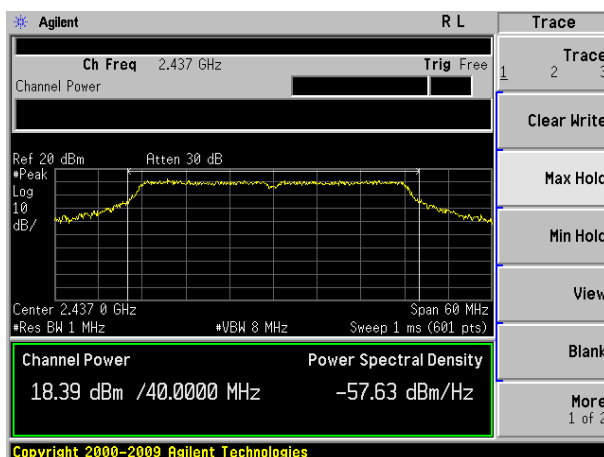 Agilent R L Trace
Ch Freq 2.437 GHz Trig Free
Channel Power
Trace
1 2 3
Clear Write
Max Hold
Min Hold
View
Blank
More
1 of 2
Ref 20 dBm Atten 30 dB
#Peak
Log
10
dB/
Center 2.437 0 GHz Span 60 MHz
#Res BW 1 MHz #VBW 8 MHz Sweep 1 ms (601 pts)
Channel Power Power Spectral Density
18.39 dBm /40.0000 MHz -57.63 dBm/Hz
Copyright 2000-2009 Agilent Technologies